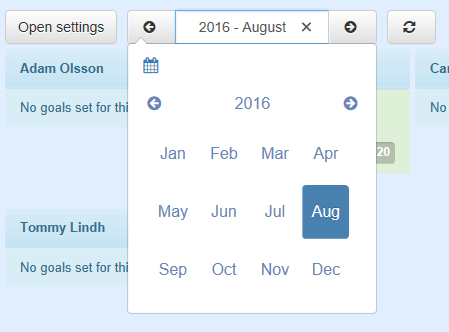 Open settings
2016 - August
Adam Olsson
No goals set for thi
2016
Jan Feb Mar Apr
May Jun Jul Aug
Sep Oct Nov Dec
20
Car
No
Tommy Lindh
No goals set for thi